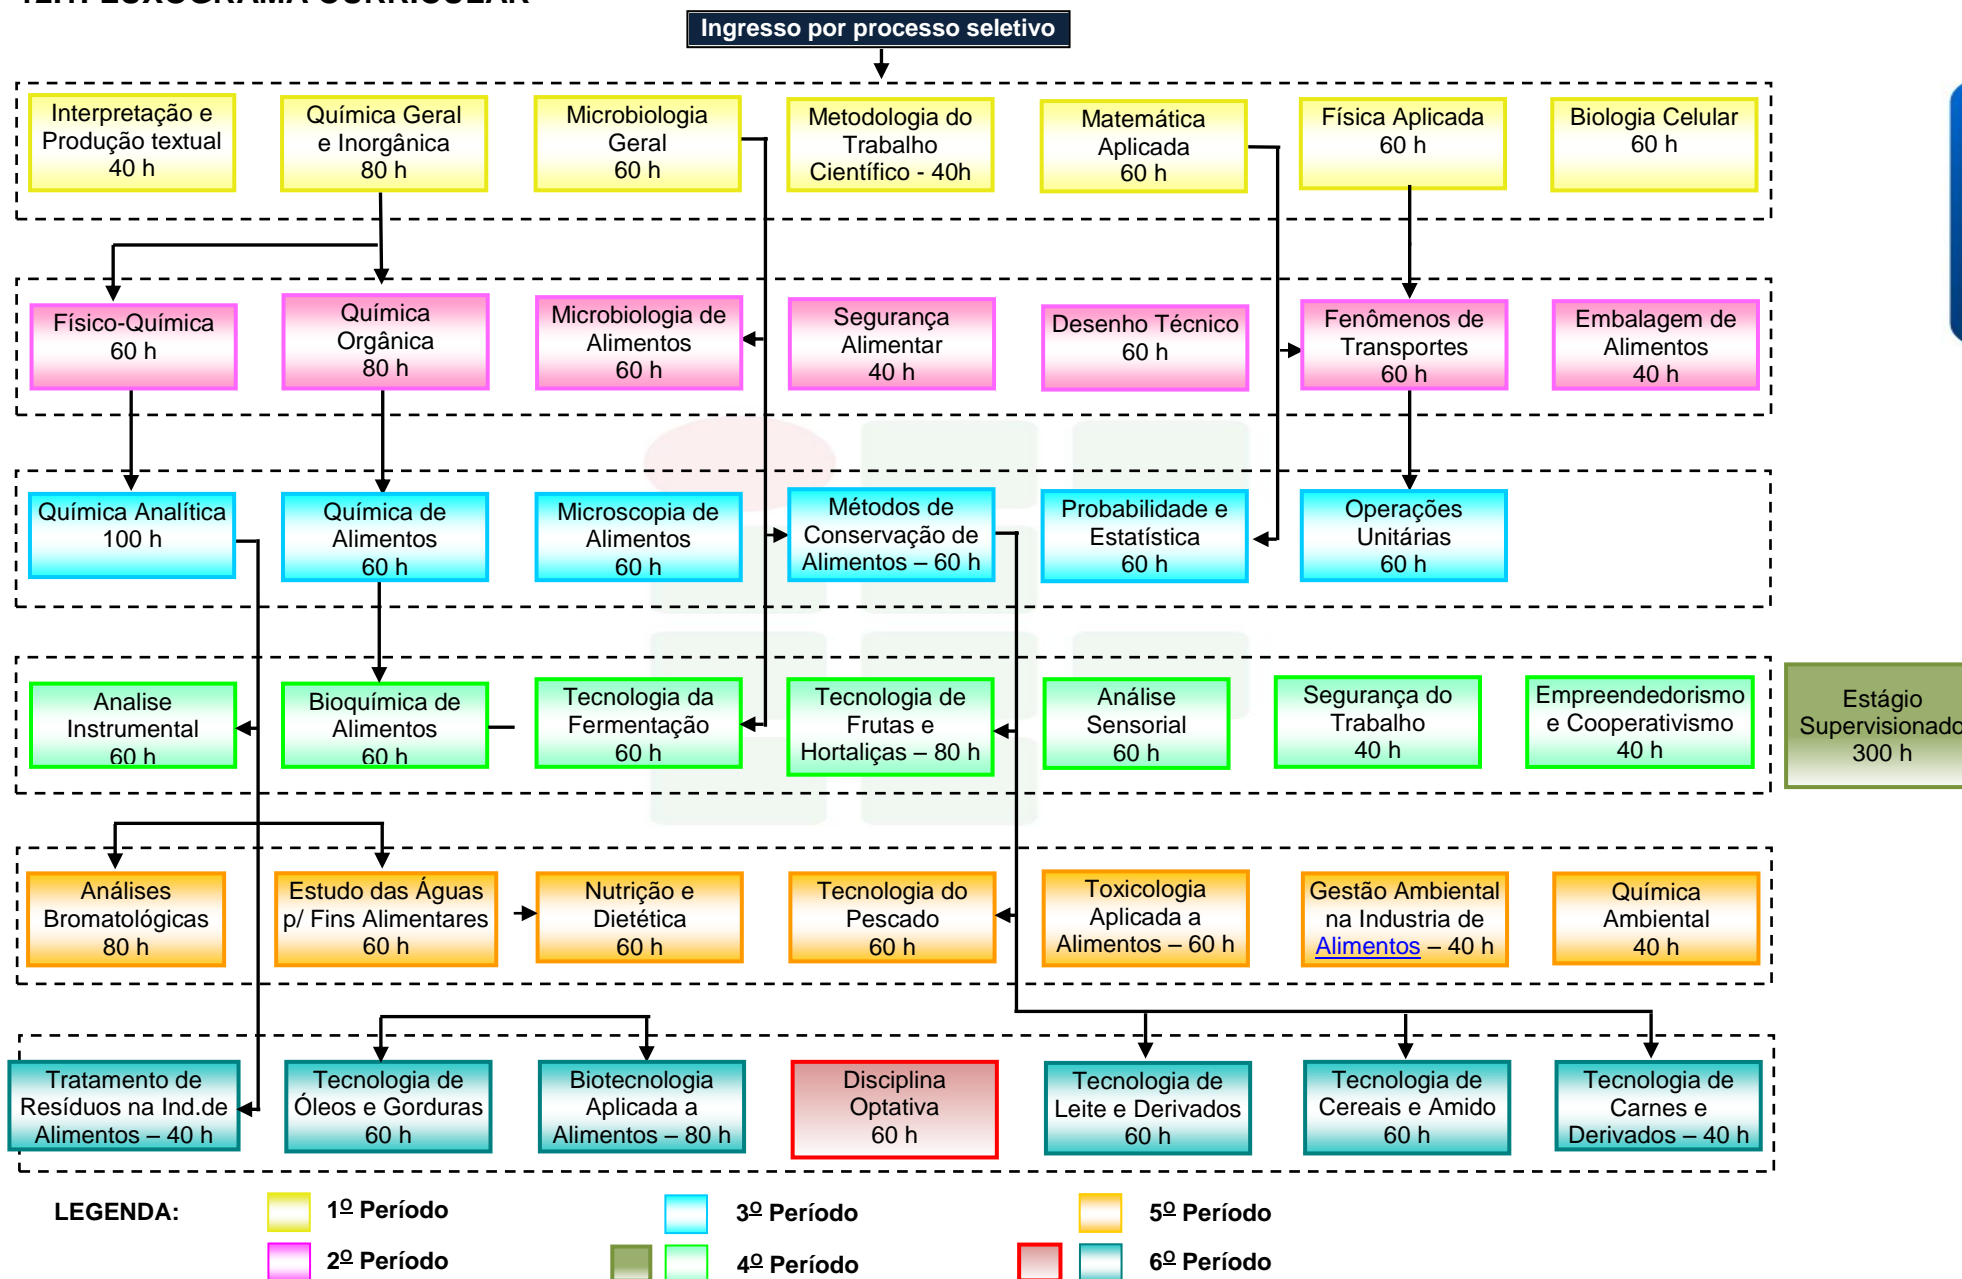 12.1. FLUXOGRAMA CURRICULAR
Ingresso por processo seletivo
Interpretação e
Produção textual
40 h
Química Geral
e Inorgânica
80 h
Microbiologia
Geral
60 h
Metodologia do
Trabalho
Científico - 40h
Matemática
Aplicada
60 h
Física Aplicada
60 h
Biologia Celular
60 h
Físico-Química
60 h
Química
Orgânica
80 h
Microbiologia de
Alimentos
60 h
Segurança
Alimentar
40 h
Desenho Técnico
60 h
Fenômenos de
Transportes
60 h
Embalagem de
Alimentos
40 h
Química Analítica
100 h
Química de
Alimentos
60 h
Microscopia de
Alimentos
60 h
Métodos de
Conservação de
Alimentos – 60 h
Probabilidade e
Estatística
60 h
Operações
Unitárias
60 h
Analise
Instrumental
60 h
Bioquímica de
Alimentos
60 h
Tecnologia da
Fermentação
60 h
Tecnologia de
Frutas e
Hortaliças – 80 h
Análise
Sensorial
60 h
Segurança do
Trabalho
40 h
Empreendedorismo
e Cooperativismo
40 h
Estágio
Supervisionado
300 h
Análises
Bromatológicas
80 h
Estudo das Águas
p/ Fins Alimentares
60 h
Nutrição e
Dietética
60 h
Tecnologia do
Pescado
60 h
Toxicologia
Aplicada a
Alimentos – 60 h
Gestão Ambiental
na Industria de
Alimentos – 40 h
Química
Ambiental
40 h
Tratamento de
Resíduos na Ind.de
Alimentos – 40 h
Tecnologia de
Óleos e Gorduras
60 h
Biotecnologia
Aplicada a
Alimentos – 80 h
Disciplina
Optativa
60 h
Tecnologia de
Leite e Derivados
60 h
Tecnologia de
Cereais e Amido
60 h
Tecnologia de
Carnes e
Derivados – 40 h
LEGENDA:
1º Período
3º Período
5º Período
2º Período
4º Período
6º Período